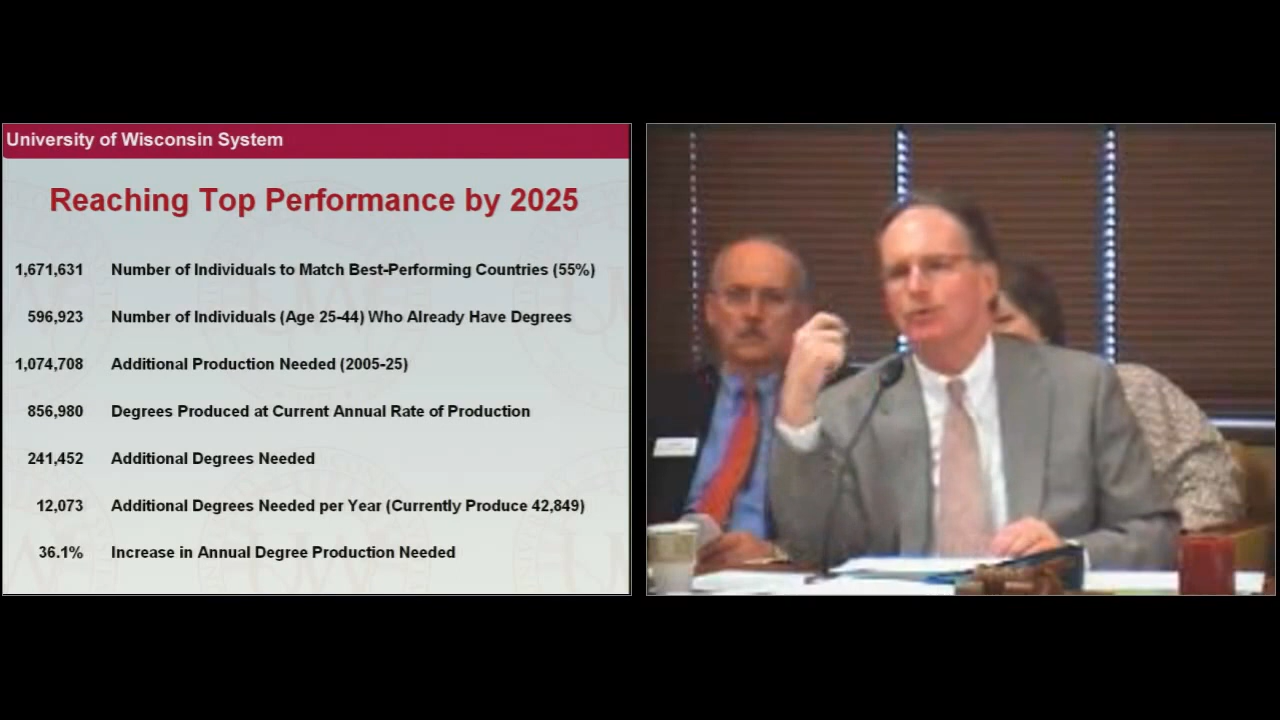 University of Wisconsin System
Reaching Top Performance by 2025
1,671,631 Number of Individuals to Match Best-Performing Countries (55%)
596,923 Number of Individuals (Age 25-44) Who Already Have Degrees
1,074,708 Additional Production Needed (2005-25)
856,980 Degrees Produced at Current Annual Rate of Production
241,452 Additional Degrees Needed
12,073 Additional Degrees Needed per Year (Currently Produce 42,849)
36.1% Increase in Annual Degree Production Needed